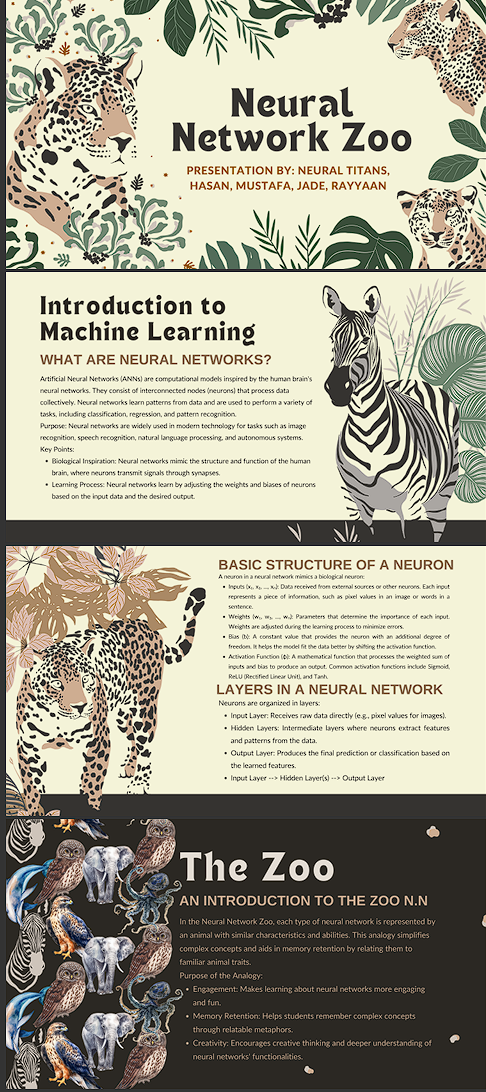 Neural
Network Zoo
PRESENTATION BY: NEURAL TITANS,
HASAN, MUSTAFA, JADE, RAYYAAN
Introduction to
Machine Learning
WHAT ARE NEURAL NETWORKS?
Artificial Neural Networks (ANNs) are computational models inspired by the human brain's
neural networks. They consist of interconnected nodes (neurons) that process data
collectively. Neural networks learn patterns from data and are used to perform a variety of
tasks, including classification, regression, and pattern recognition.
Purpose: Neural networks are widely used in modern technology for tasks such as image
recognition, speech recognition, natural language processing, and autonomous systems.
Key Points:
• Biological Inspiration: Neural networks mimic the structure and function of the human
brain, where neurons transmit signals through synapses.
• Learning Process: Neural networks learn by adjusting the weights and biases of neurons
based on the input data and the desired output.
BASIC STRUCTURE OF A NEURON
A neuron in a neural network mimics a biological neuron:
• Inputs (x₁, x₂, ..., xₙ): Data received from external sources or other neurons. Each input
represents a piece of information, such as pixel values in an image or words in a
sentence.
• Weights (w₁, w₂, ..., wₙ): Parameters that determine the importance of each input.
Weights are adjusted during the learning process to minimize errors.
• Bias (b): A constant value that provides the neuron with an additional degree of
freedom. It helps the model fit the data better by shifting the activation function.
• Activation Function (ϕ): A mathematical function that processes the weighted sum of
inputs and bias to produce an output. Common activation functions include Sigmoid,
ReLU (Rectified Linear Unit), and Tanh.
LAYERS IN A NEURAL NETWORK
Neurons are organized in layers:
• Input Layer: Receives raw data directly (e.g., pixel values for images).
• Hidden Layers: Intermediate layers where neurons extract features
and patterns from the data.
• Output Layer: Produces the final prediction or classification based on
the learned features.
• Input Layer --> Hidden Layer(s) --> Output Layer
The Zoo
AN INTRODUCTION TO THE ZOO N.N
In the Neural Network Zoo, each type of neural network is represented by
an animal with similar characteristics and abilities. This analogy simplifies
complex concepts and aids in memory retention by relating them to
familiar animal traits.
Purpose of the Analogy:
• Engagement: Makes learning about neural networks more engaging
and fun.
• Memory Retention: Helps students remember complex concepts
through relatable metaphors.
• Creativity: Encourages creative thinking and deeper understanding of
neural networks' functionalities.